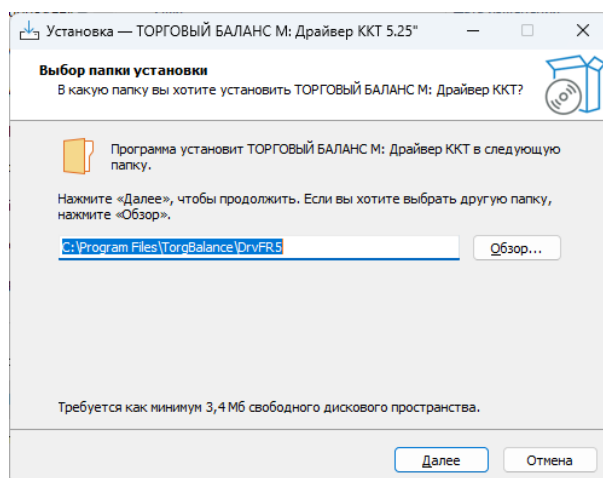 Установка — ТОРГОВЫЙ БАЛАНС М: Драйвер ККТ 5.25"
Выбор папки установки
В какую папку вы хотите установить ТОРГОВЫЙ БАЛАНС М: Драйвер ККТ?
Программа установит ТОРГОВЫЙ БАЛАНС М: Драйвер ККТ в следующую
папку.
Нажмите «Далее», чтобы продолжить. Если вы хотите выбрать другую папку,
нажмите «Обзор».
C:\Program Files\TorgBalance\DrvFR5
Обзор...
Требуется как минимум 3,4 Мб свободного дискового пространства.
Далее
Отмена